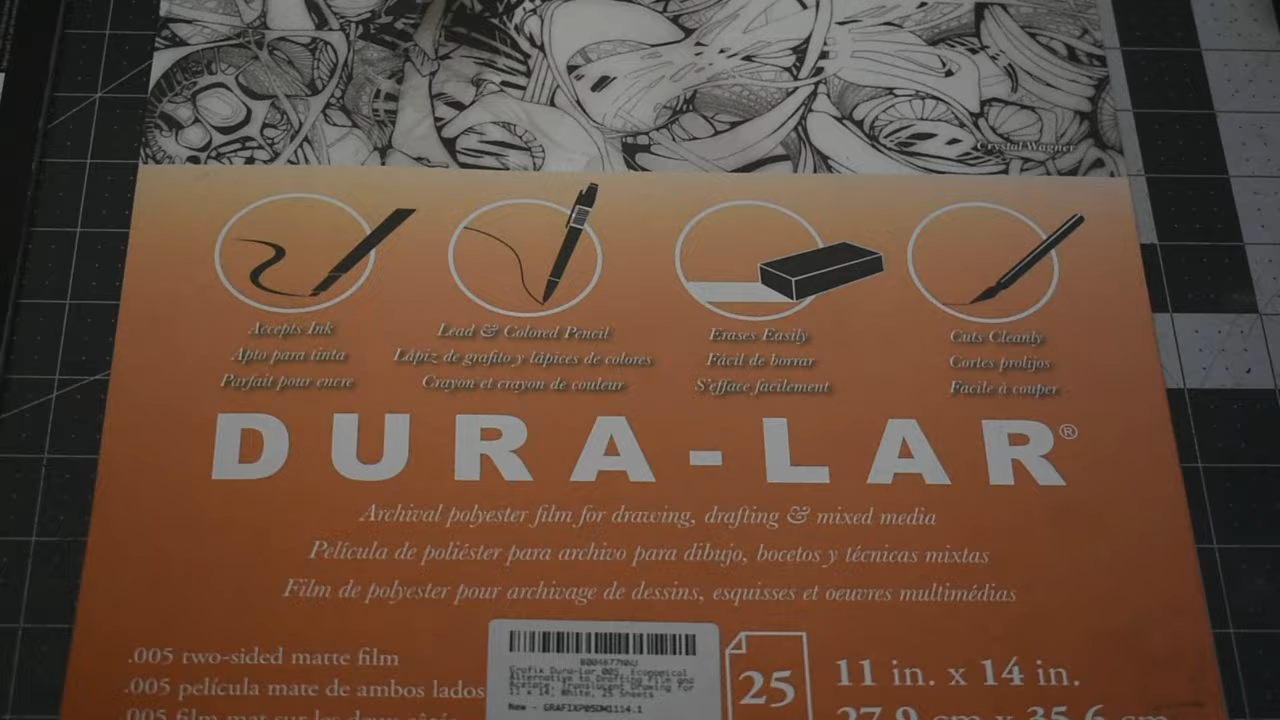 Crystal Wagner
Accepts Ink
Apto para tinta
Parfait pour encre
Lead & Colored Pencil
Lápiz de grafito y lápices de colores
Crayon et crayon de couleur
Erases Easily
Fácil de borrar
S'efface facilement
Cuts Cleanly
Cortes prolijos
Facile à couper
DURA-LAR®
Archival polyester film for drawing, drafting & mixed media
Película de poliéster para archivo para dibujo, bocetos y técnicas mixtas
Film de polyester pour archivage de dessins, esquisses et oeuvres multimédias
.005 two-sided matte film
.005 película mate de ambos lados
.005 film mat sur les deux côtés
Grafix Dura-Lar .005, Economical
Alternative to Drafting Film and
Acetate, Translucent Drawing for
11 x 14, White, 25 Sheets
New - GRAFIXP05DM1114.1
25
11 in. x 14 in.
27.9 cm x 35.6 cm